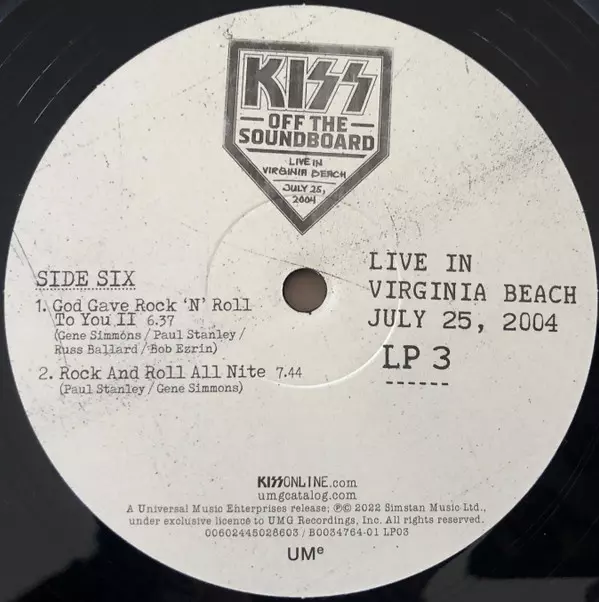 KISS
OFF THE
SOUNDBOARD
LIVE IN
VIRGINIA BEACH
JULY 25,
2004
SIDE SIX
1. God Gave Rock 'N' Roll
To You II 6.37
(Gene Simmons/Paul Stanley/
Russ Ballard/Bob Ezrin)
2. Rock And Roll All Nite 7.44
(Paul Stanley/Gene Simmons)
LIVE IN
VIRGINIA BEACH
JULY 25, 2004
LP 3
------
KISSONLINE.com
umgcatalog.com
A Universal Music Enterprises release; ℗© 2022 Simstan Music Ltd.,
under exclusive licence to UMG Recordings, Inc. All rights reserved.
00602445028603 / B0034764-01 LP03
UMe